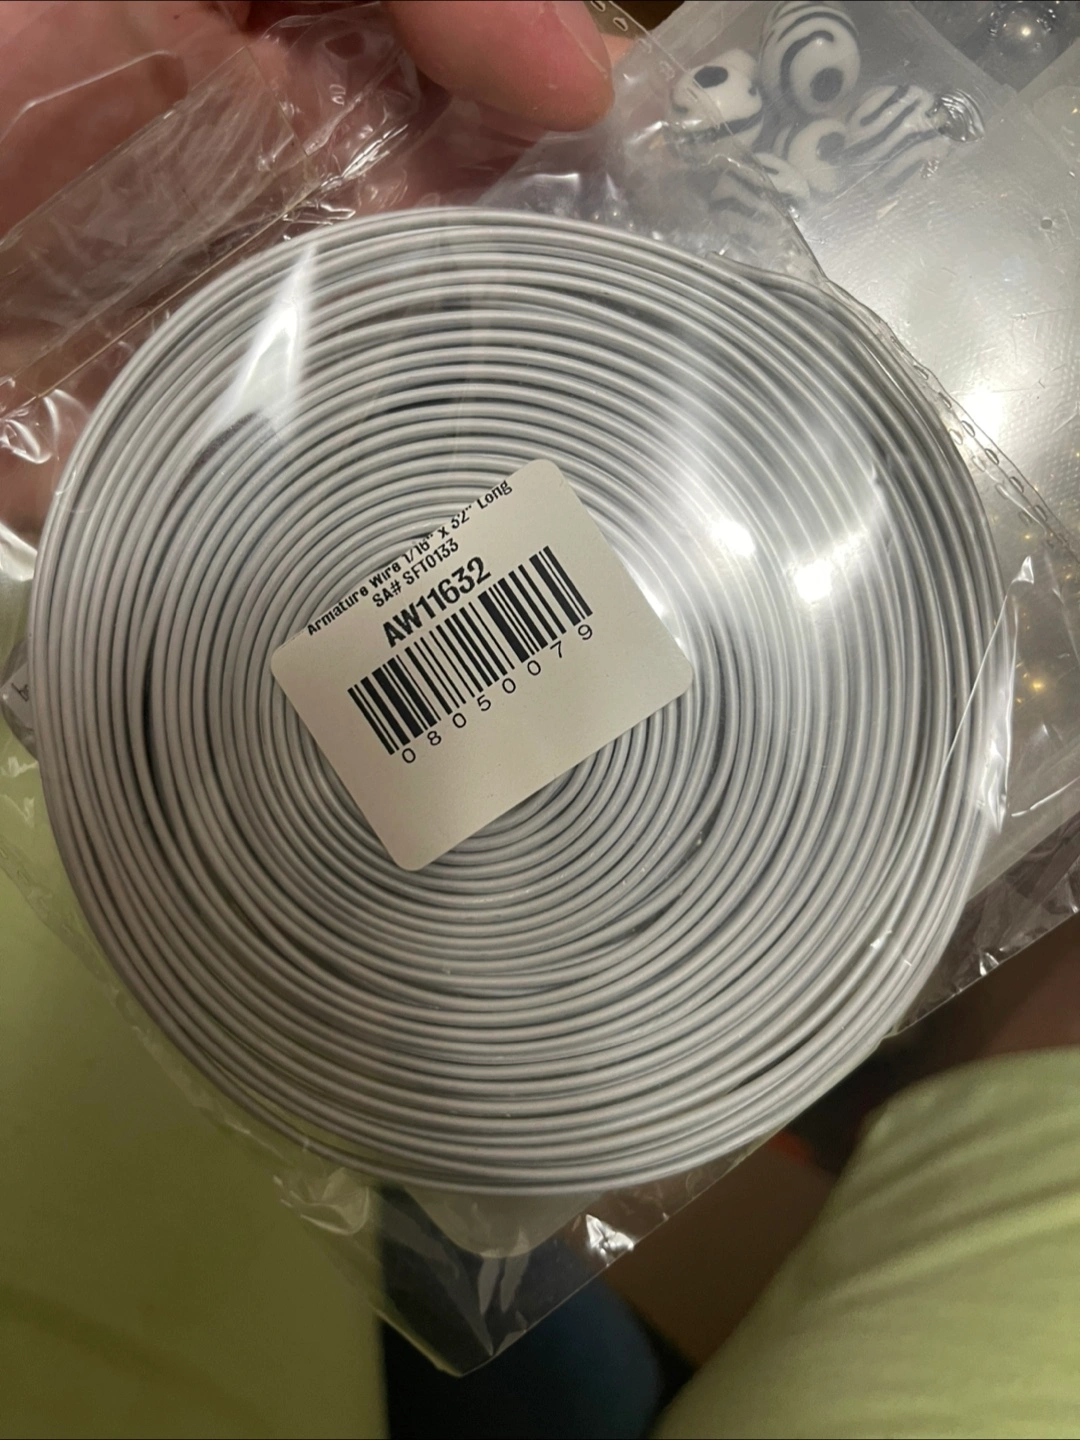 Armature Wire 1/16" x 32" Long
SA# SFT0133
AW11632
08050079